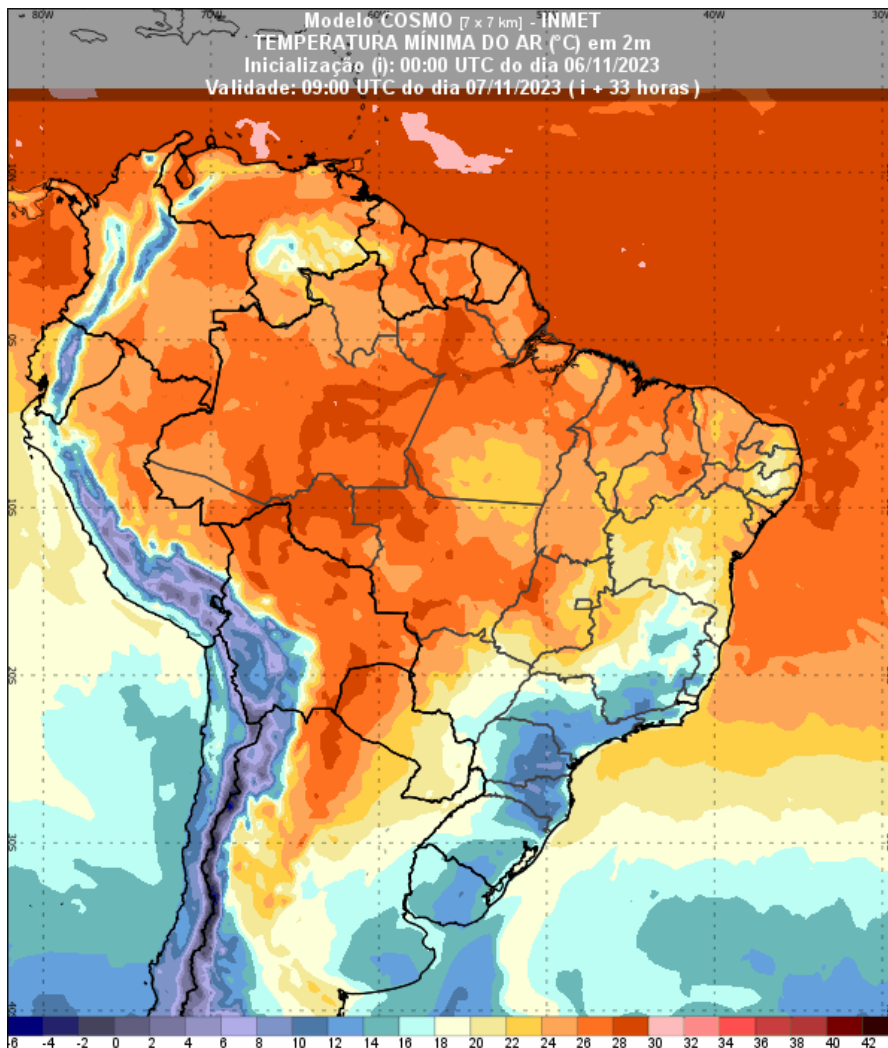 Modelo COSMO [7 x 7 km] - INMET
TEMPERATURA MÍNIMA DO AR (°C) em 2m
Inicialização (i): 00:00 UTC do dia 06/11/2023
Validade: 09:00 UTC do dia 07/11/2023 ( i + 33 horas )
80W 70W 60W 50W 40W 30W
10N
10S
20S
30S
40S
-6 -4 -2 0 2 4 6 8 10 12 14 16 18 20 22 24 26 28 30 32 34 36 38 40 42